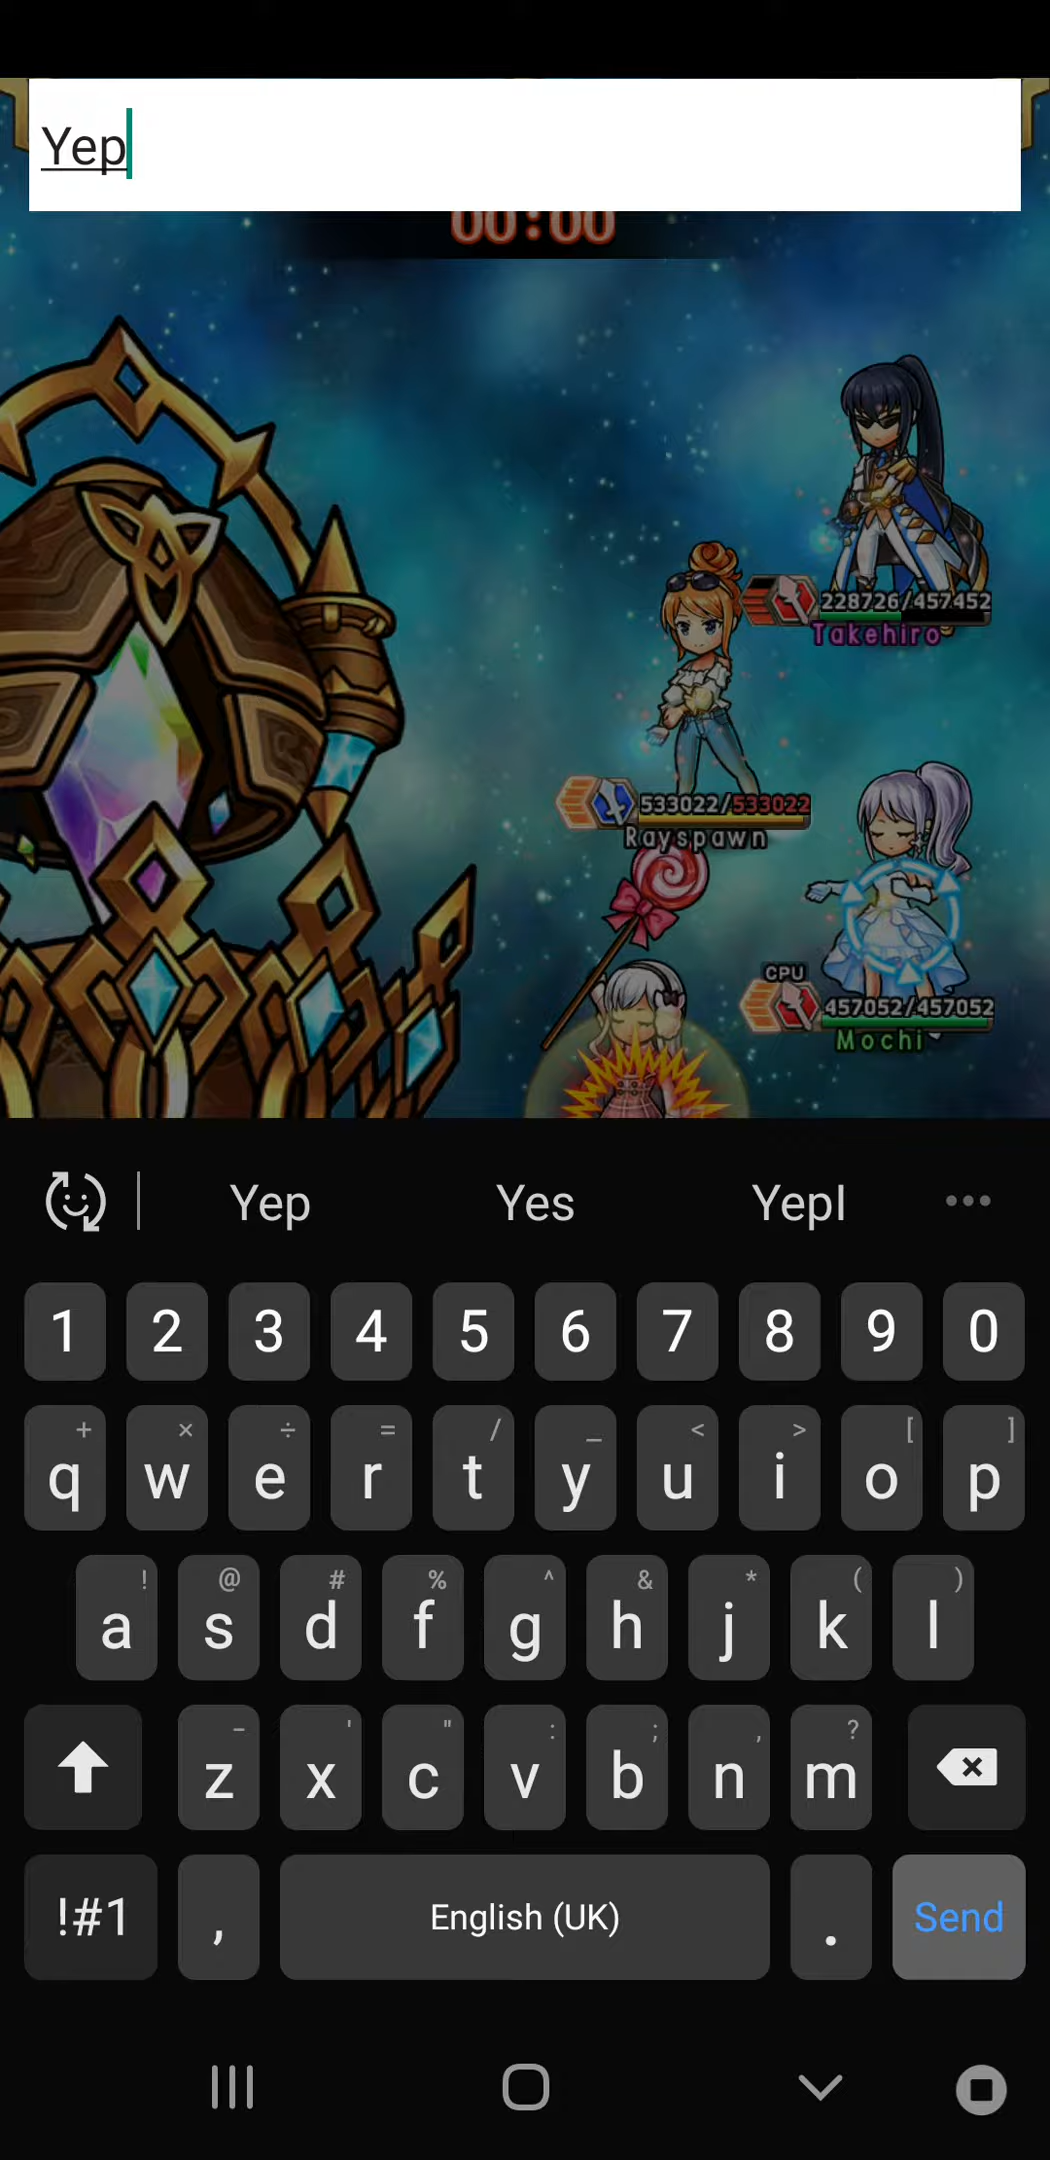 Yep
00:00
228726/457452
Takehiro
533022/533022
Rayspawn
CPU
457052/457052
Mochi
Yep Yes YepI •••
1 2 3 4 5 6 7 8 9 0
+ × ÷ = / _ < > [ ]
q w e r t y u i o p
! @ # % ^ & * ( )
a s d f g h j k l
- ' " : ; , ?
z x c v b n m
!#1 , English (UK) . Send